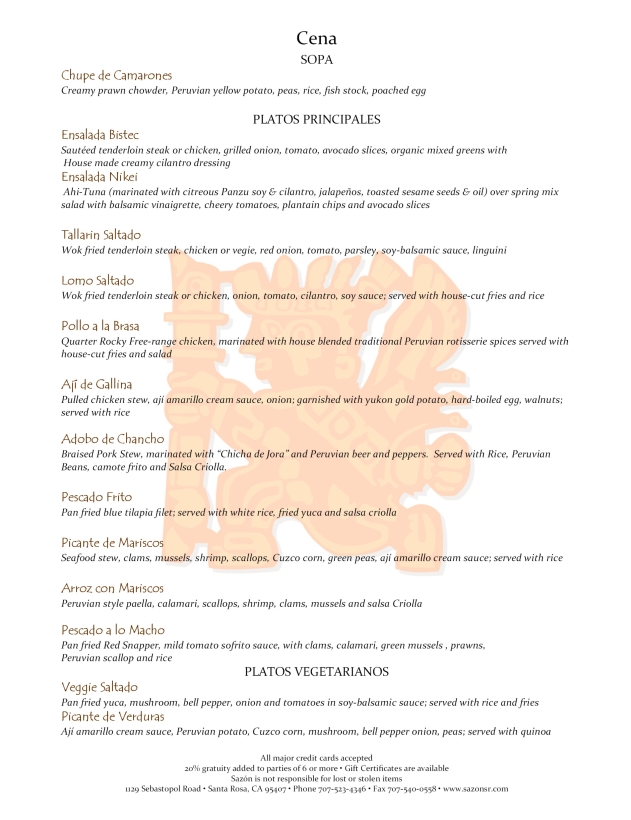 Cena
SOPA
Chupe de Camarones
Creamy prawn chowder, Peruvian yellow potato, peas, rice, fish stock, poached egg
PLATOS PRINCIPALES
Ensalada Bistec
Sautéed tenderloin steak or chicken, grilled onion, tomato, avocado slices, organic mixed greens with
House made creamy cilantro dressing
Ensalada Nikei
Ahi-Tuna (marinated with citreous Panzu soy & cilantro, jalapeños, toasted sesame seeds & oil) over spring mix
salad with balsamic vinaigrette, cheery tomatoes, plantain chips and avocado slices
Tallarin Saltado
Wok fried tenderloin steak, chicken or vegie, red onion, tomato, parsley, soy-balsamic sauce, linguini
Lomo Saltado
Wok fried tenderloin steak or chicken, onion, tomato, cilantro, soy sauce; served with house-cut fries and rice
Pollo a la Brasa
Quarter Rocky Free-range chicken, marinated with house blended traditional Peruvian rotisserie spices served with
house-cut fries and salad
Ají de Gallina
Pulled chicken stew, ají amarillo cream sauce, onion; garnished with yukon gold potato, hard-boiled egg, walnuts;
served with rice
Adobo de Chancho
Braised Pork Stew, marinated with “Chicha de Jora” and Peruvian beer and peppers. Served with Rice, Peruvian
Beans, camote frito and Salsa Criolla.
Pescado Frito
Pan fried blue tilapia filet; served with white rice, fried yuca and salsa criolla
Picante de Mariscos
Seafood stew, clams, mussels, shrimp, scallops, Cuzco corn, green peas, ají amarillo cream sauce; served with rice
Arroz con Mariscos
Peruvian style paella, calamari, scallops, shrimp, clams, mussels and salsa Criolla
Pescado a lo Macho
Pan fried Red Snapper, mild tomato sofrito sauce, with clams, calamari, green mussels , prawns,
Peruvian scallop and rice
PLATOS VEGETARIANOS
Veggie Saltado
Pan fried yuca, mushroom, bell pepper, onion and tomatoes in soy-balsamic sauce; served with rice and fries
Picante de Verduras
Ají amarillo cream sauce, Peruvian potato, Cuzco corn, mushroom, bell pepper onion, peas; served with quinoa
All major credit cards accepted
20% gratuity added to parties of 6 or more • Gift Certificates are available
Sazón is not responsible for lost or stolen items
1129 Sebastopol Road • Santa Rosa, CA 95407 • Phone 707-523-4346 • Fax 707-540-0558 • www.sazonsr.com